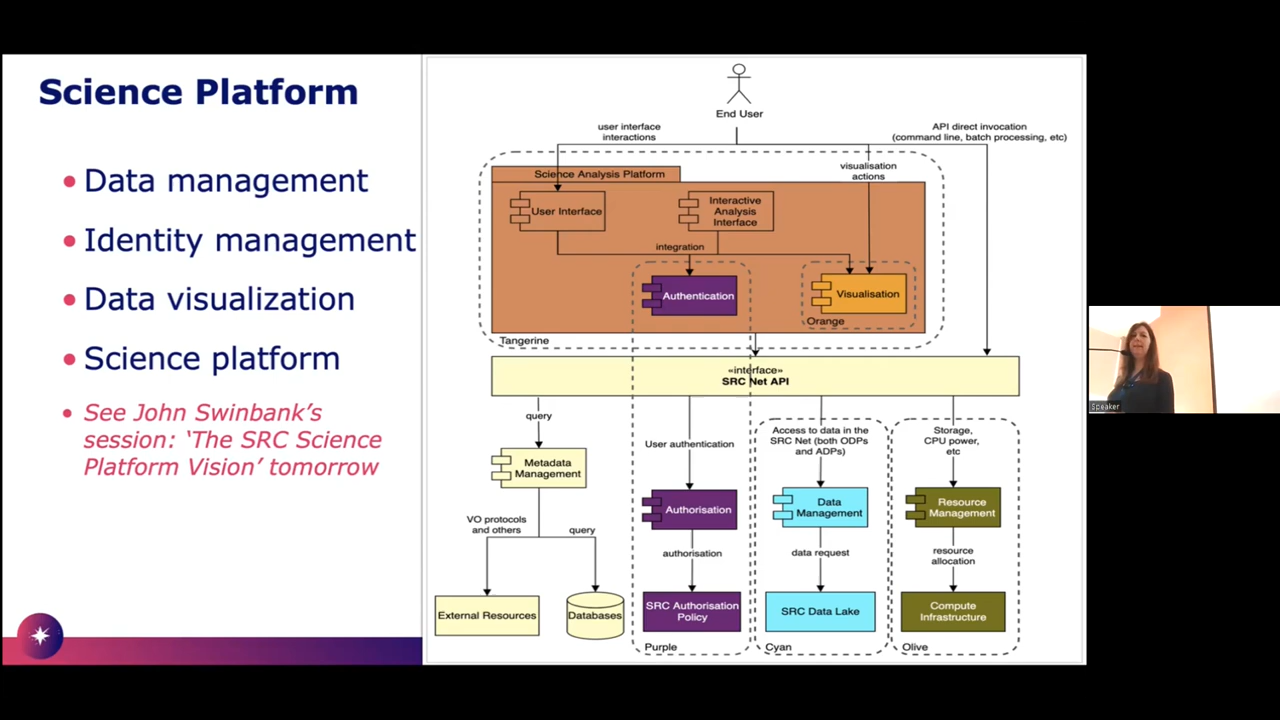 Science Platform
• Data management
• Identity management
• Data visualization
• Science platform
• See John Swinbank’s
session: ‘The SRC Science
Platform Vision’ tomorrow
End User
user interface
interactions
API direct invocation
(command line, batch processing, etc)
visualisation
actions
Science Analysis Platform
User Interface
Interactive
Analysis
Interface
integration
Authentication
Visualisation
Orange
Tangerine
«interface»
SRC Net API
query
User authentication
Access to data in the
SRC Net (both ODPs
and ADPs)
Storage,
CPU power,
etc
Metadata
Management
Authorisation
Data
Management
Resource
Management
VO protocols
and others
query
authorisation
data request
resource
allocation
External Resources
Databases
SRC Authorisation
Policy
SRC Data Lake
Compute
Infrastructure
Purple
Cyan
Olive
Speaker